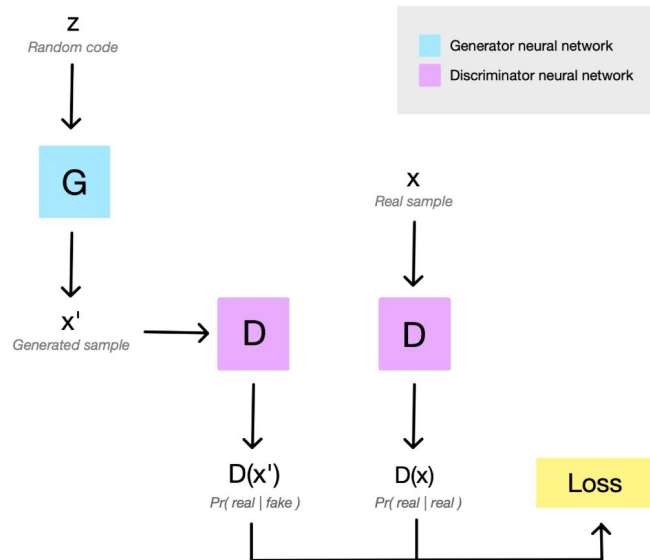 z
Random code
Generator neural network
Discriminator neural network
G
x
Real sample
x'
Generated sample
D
D
D(x')
Pr( real | fake )
D(x)
Pr( real | real )
Loss